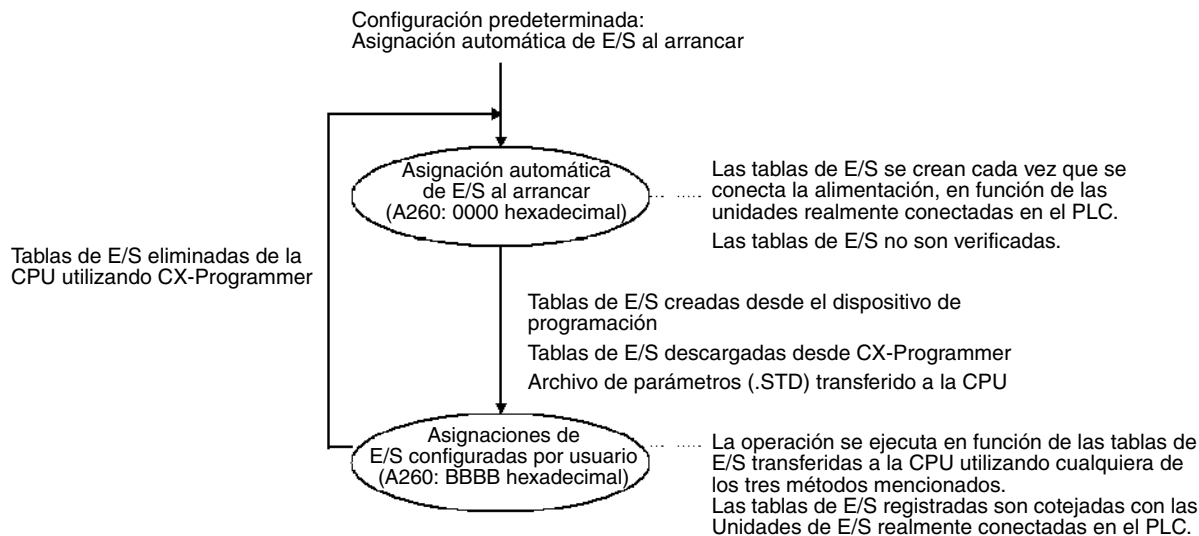 Configuración predeterminada:
Asignación automática de E/S al arrancar
Asignación automática
de E/S al arrancar
(A260: 0000 hexadecimal)
Las tablas de E/S se crean cada vez que se
conecta la alimentación, en función de las
unidades realmente conectadas en el PLC.
Las tablas de E/S no son verificadas.
Tablas de E/S eliminadas de la
CPU utilizando CX-Programmer
Tablas de E/S creadas desde el dispositivo de
programación
Tablas de E/S descargadas desde CX-Programmer
Archivo de parámetros (.STD) transferido a la CPU
Asignaciones de
E/S configuradas por usuario
(A260: BBBB hexadecimal)
La operación se ejecuta en función de las tablas de
E/S transferidas a la CPU utilizando cualquiera de
los tres métodos mencionados.
Las tablas de E/S registradas son cotejadas con las
Unidades de E/S realmente conectadas en el PLC.